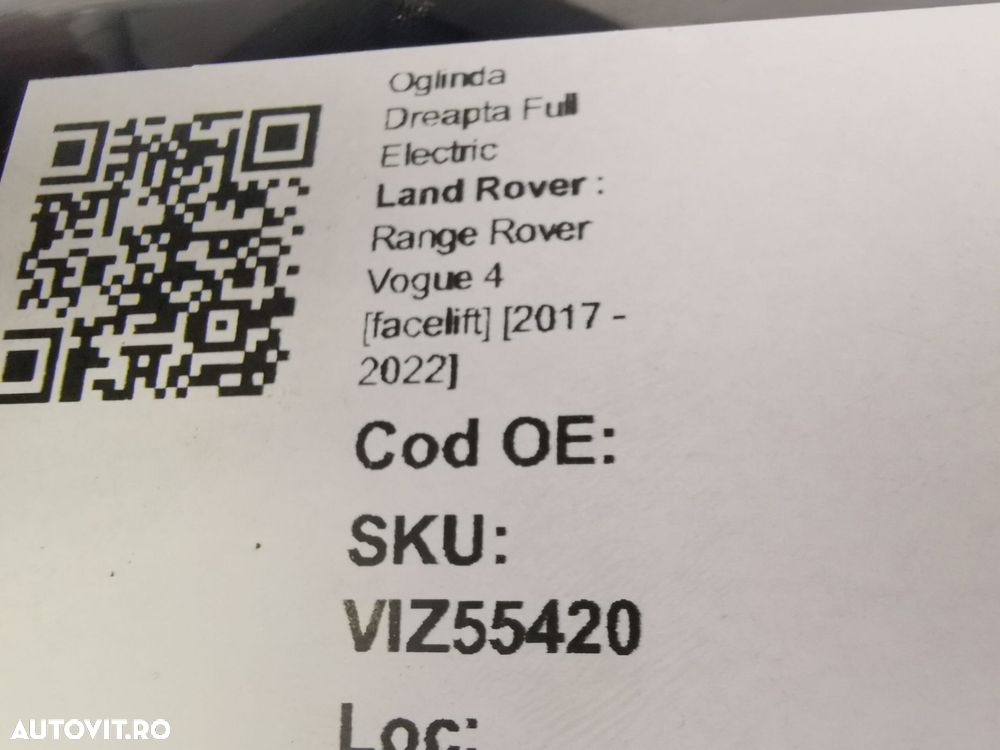 Oglinda
Dreapta Full
Electric
Land Rover :
Range Rover
Vogue 4
[facelift] [2017 -
2022]
Cod OE:
SKU:
VIZ55420
Loc:
AUTOVIT.RO